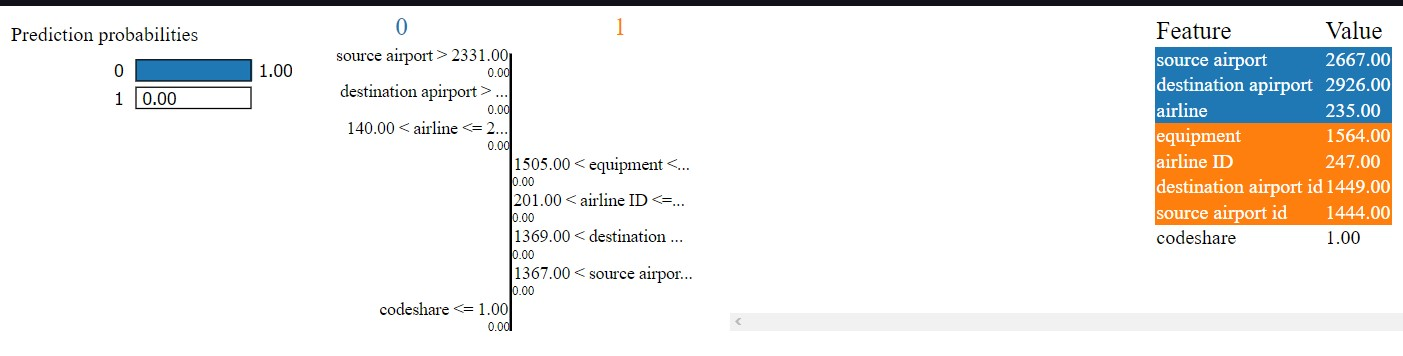 Prediction probabilities
0 1.00
1 0.00
0 1
source airport > 2331.00
0.00
destination apirport > ...
0.00
140.00 < airline <= 2...
0.00
1505.00 < equipment <...
0.00
201.00 < airline ID <=...
0.00
1369.00 < destination ...
0.00
1367.00 < source airpor...
0.00
codeshare <= 1.00
0.00
Feature Value
source airport 2667.00
destination apirport 2926.00
airline 235.00
equipment 1564.00
airline ID 247.00
destination airport id 1449.00
source airport id 1444.00
codeshare 1.00